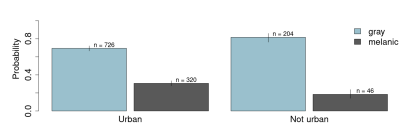 Probability
0.8
0.4
0.0
n = 726
n = 320
n = 204
n = 46
gray
melanic
Urban
Not urban